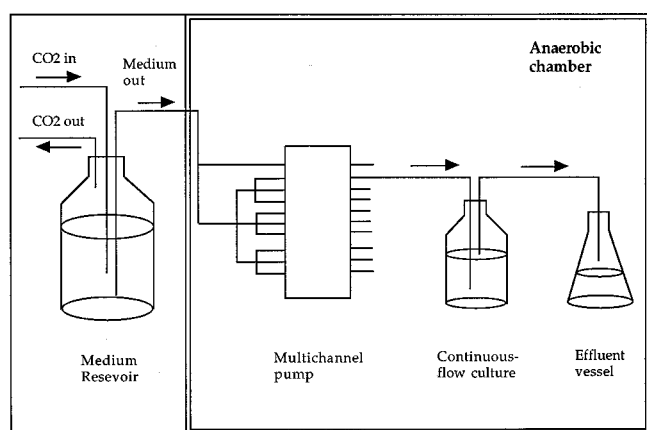 CO2 in
CO2 out
Medium
out
Anaerobic
chamber
Medium
Resevoir
Multichannel
pump
Continuous-
flow culture
Effluent
vessel